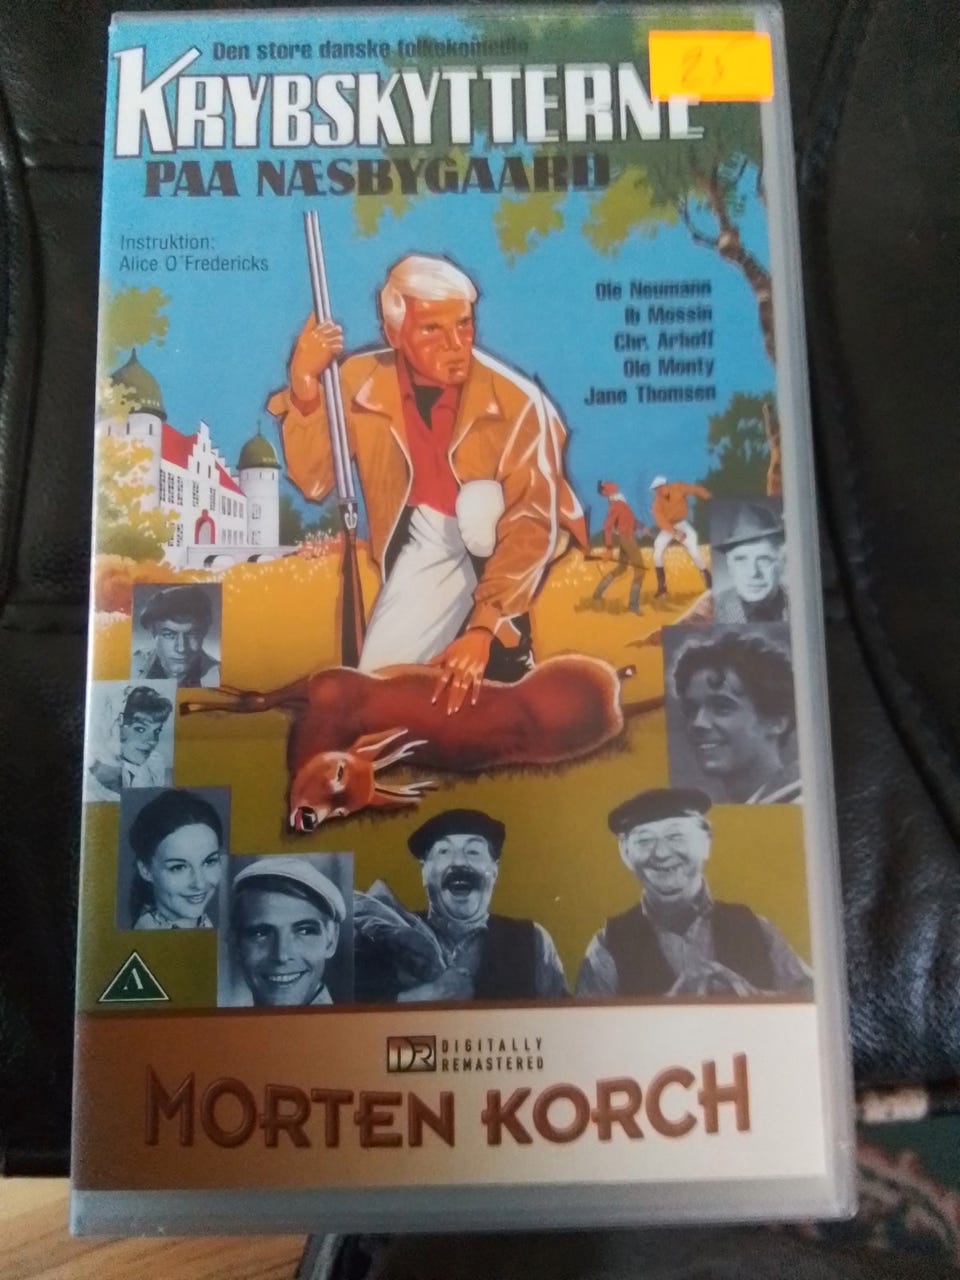 Den store danske folkekomedie
KRYBSKYTTERNE
PAA NÆSBYGAARD
25
Instruktion:
Alice O´Fredericks
Ole Neumann
Ib Mossin
Chr. Arhoff
Ole Monty
Jane Thomsen
A
DR DIGITALLY
REMASTERED
MORTEN KORCH